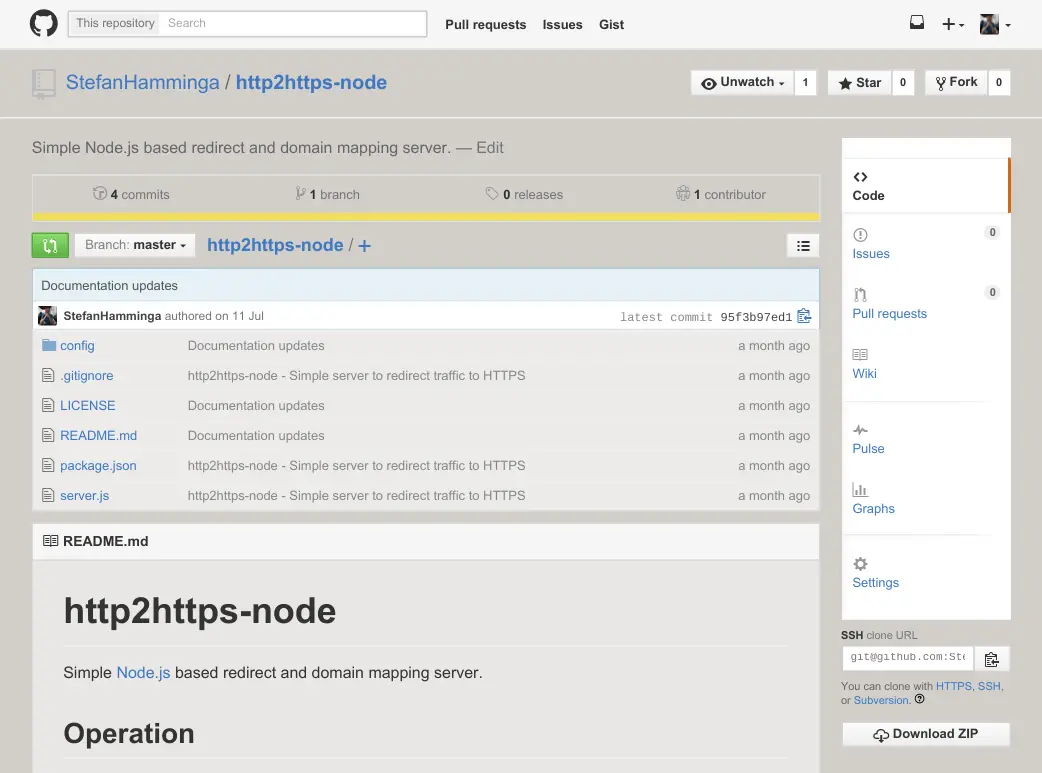 This repository Search Pull requests Issues Gist
StefanHamminga / http2https-node Unwatch 1 Star 0 Fork 0
Simple Node.js based redirect and domain mapping server. — Edit
4 commits 1 branch 0 releases 1 contributor
Branch: master http2https-node / +
Documentation updates
StefanHamminga authored on 11 Jul latest commit 95f3b97ed1
config Documentation updates a month ago
.gitignore http2https-node - Simple server to redirect traffic to HTTPS a month ago
LICENSE Documentation updates a month ago
README.md Documentation updates a month ago
package.json http2https-node - Simple server to redirect traffic to HTTPS a month ago
server.js http2https-node - Simple server to redirect traffic to HTTPS a month ago
README.md
http2https-node
Simple Node.js based redirect and domain mapping server.
Operation
Code
Issues 0
Pull requests 0
Wiki
Pulse
Graphs
Settings
SSH clone URL
git@github.com:Ste
You can clone with HTTPS, SSH,
or Subversion.
Download ZIP